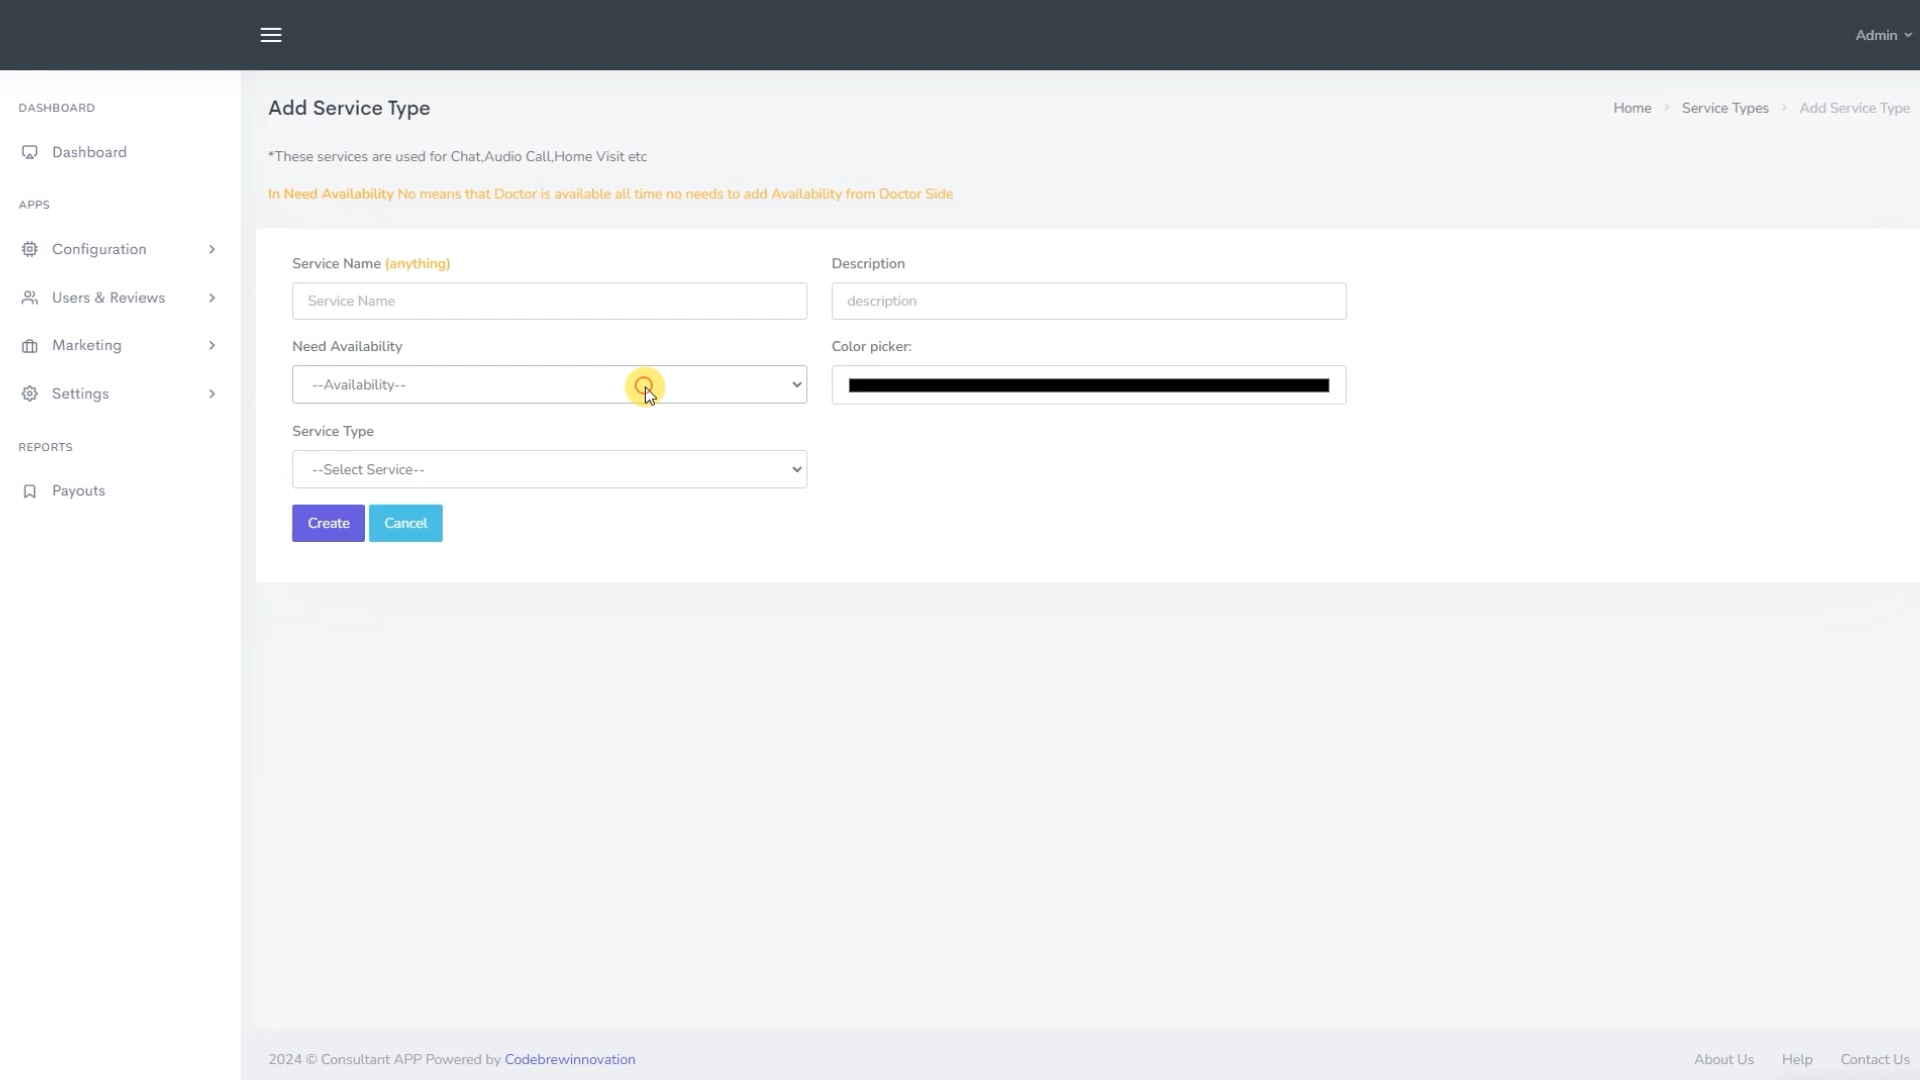 Admin
DASHBOARD
Dashboard
APPS
Configuration
Users & Reviews
Marketing
Settings
REPORTS
Payouts
Add Service Type
Home > Service Types > Add Service Type
*These services are used for Chat,Audio Call,Home Visit etc
In Need Availability No means that Doctor is available all time no needs to add Availability from Doctor Side
Service Name (anything)
Service Name
Description
description
Need Availability
--Availability--
Color picker:
Service Type
--Select Service--
Create Cancel
2024 © Consultant APP Powered by Codebrewinnovation
About Us Help Contact Us